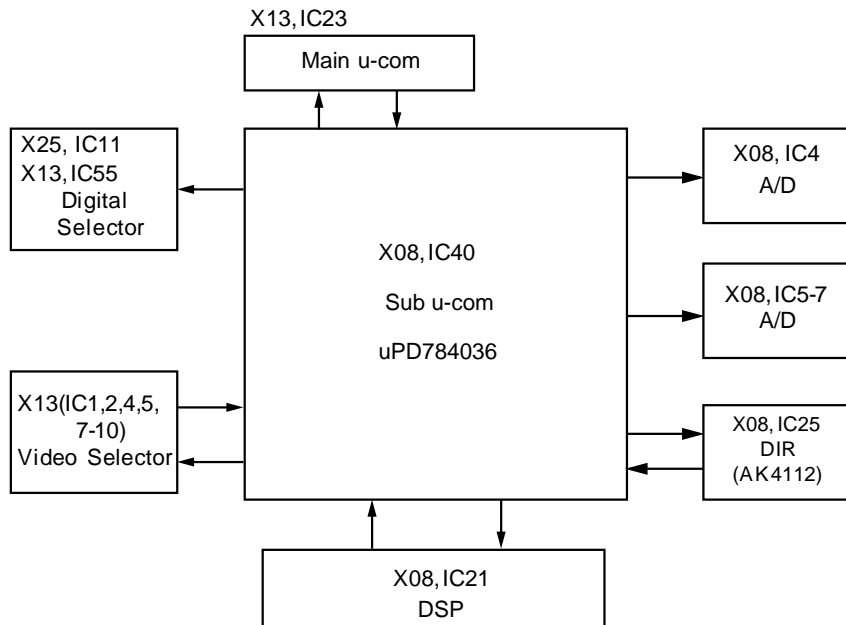 X13,IC23
Main u-com
X25, IC11
X13,IC55
Digital
Selector
X08,IC40
Sub u-com
uPD784036
X08, IC4
A/D
X08,IC5-7
A/D
X13(IC1,2,4,5,
7-10)
Video Selector
X08,IC25
DIR
(AK4112)
X08,IC21
DSP